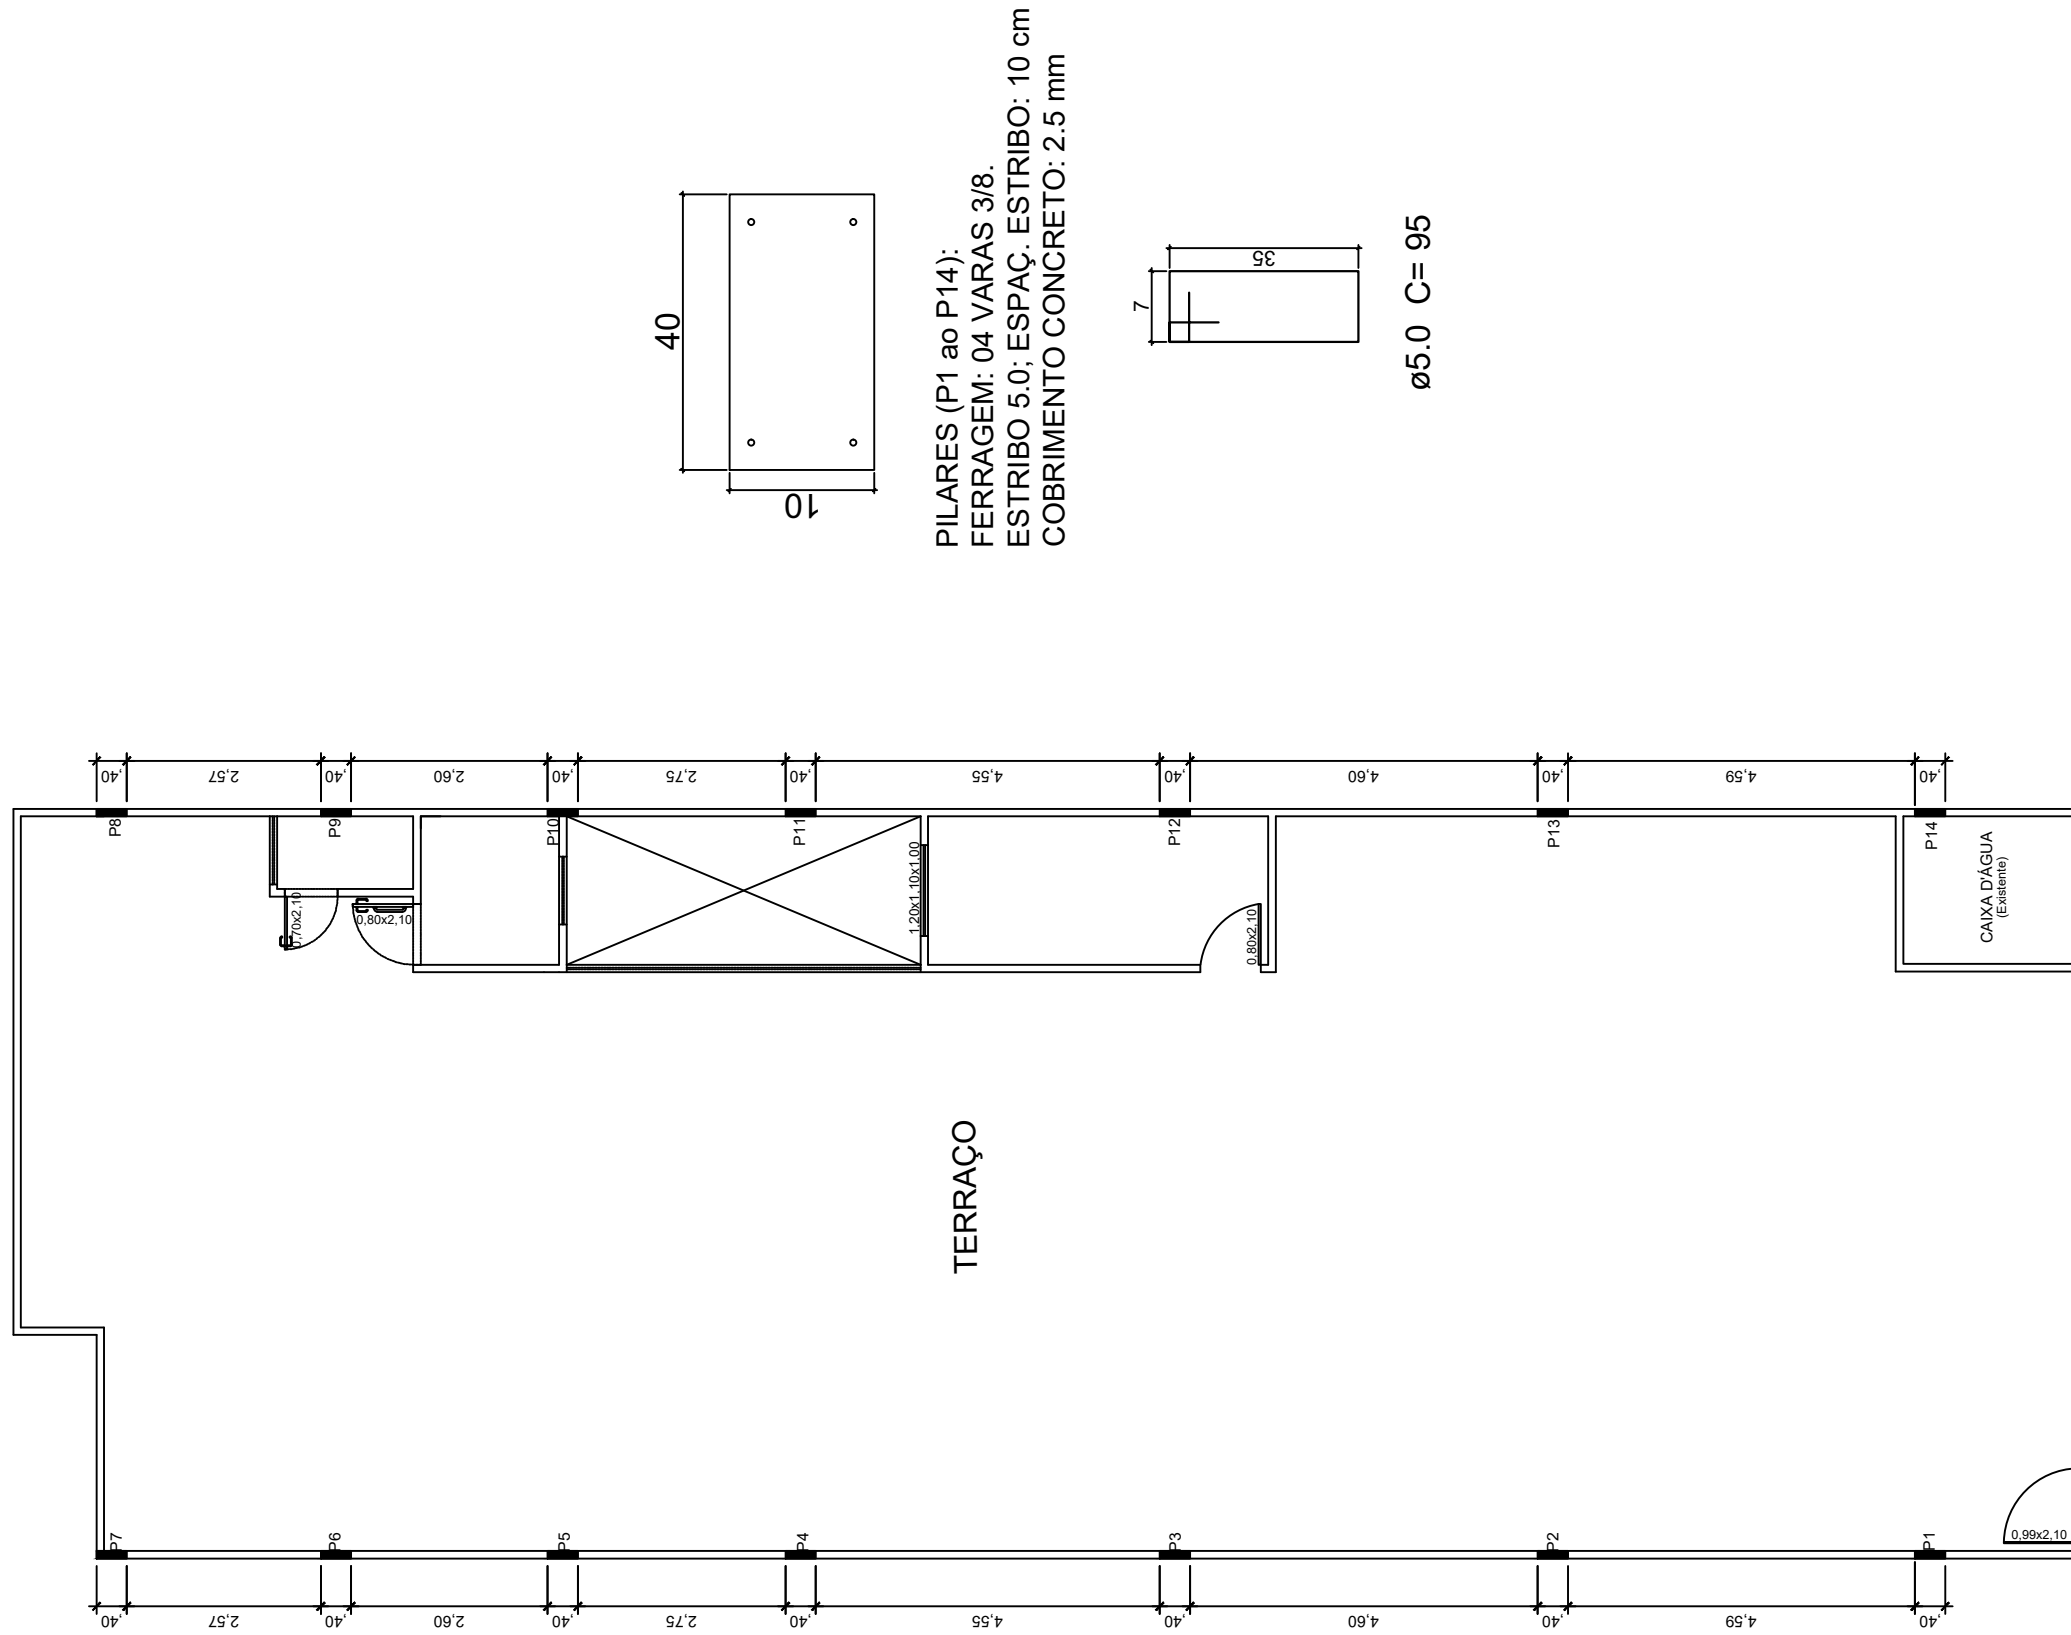 40
10
PILARES (P1 ao P14):
FERRAGEM: 04 VARAS 3/8.
ESTRIBO 5.0; ESPAÇ. ESTRIBO: 10 cm
COBRIMENTO CONCRETO: 2.5 mm
7
35
ø5.0 C= 95
,40
2,57
,40
2,60
,40
2,75
,40
4,55
,40
4,60
,40
4,59
,40
P8
P9
P10
P11
P12
P13
P14
0,70x2,10
0,80x2,10
1,20x1,10x1,00
0,80x2,10
CAIXA D'ÁGUA
(Existente)
TERRAÇO
0,99x2,10
P7
P6
P5
P4
P3
P2
P1
,40
2,57
,40
2,60
,40
2,75
,40
4,55
,40
4,60
,40
4,59
,40